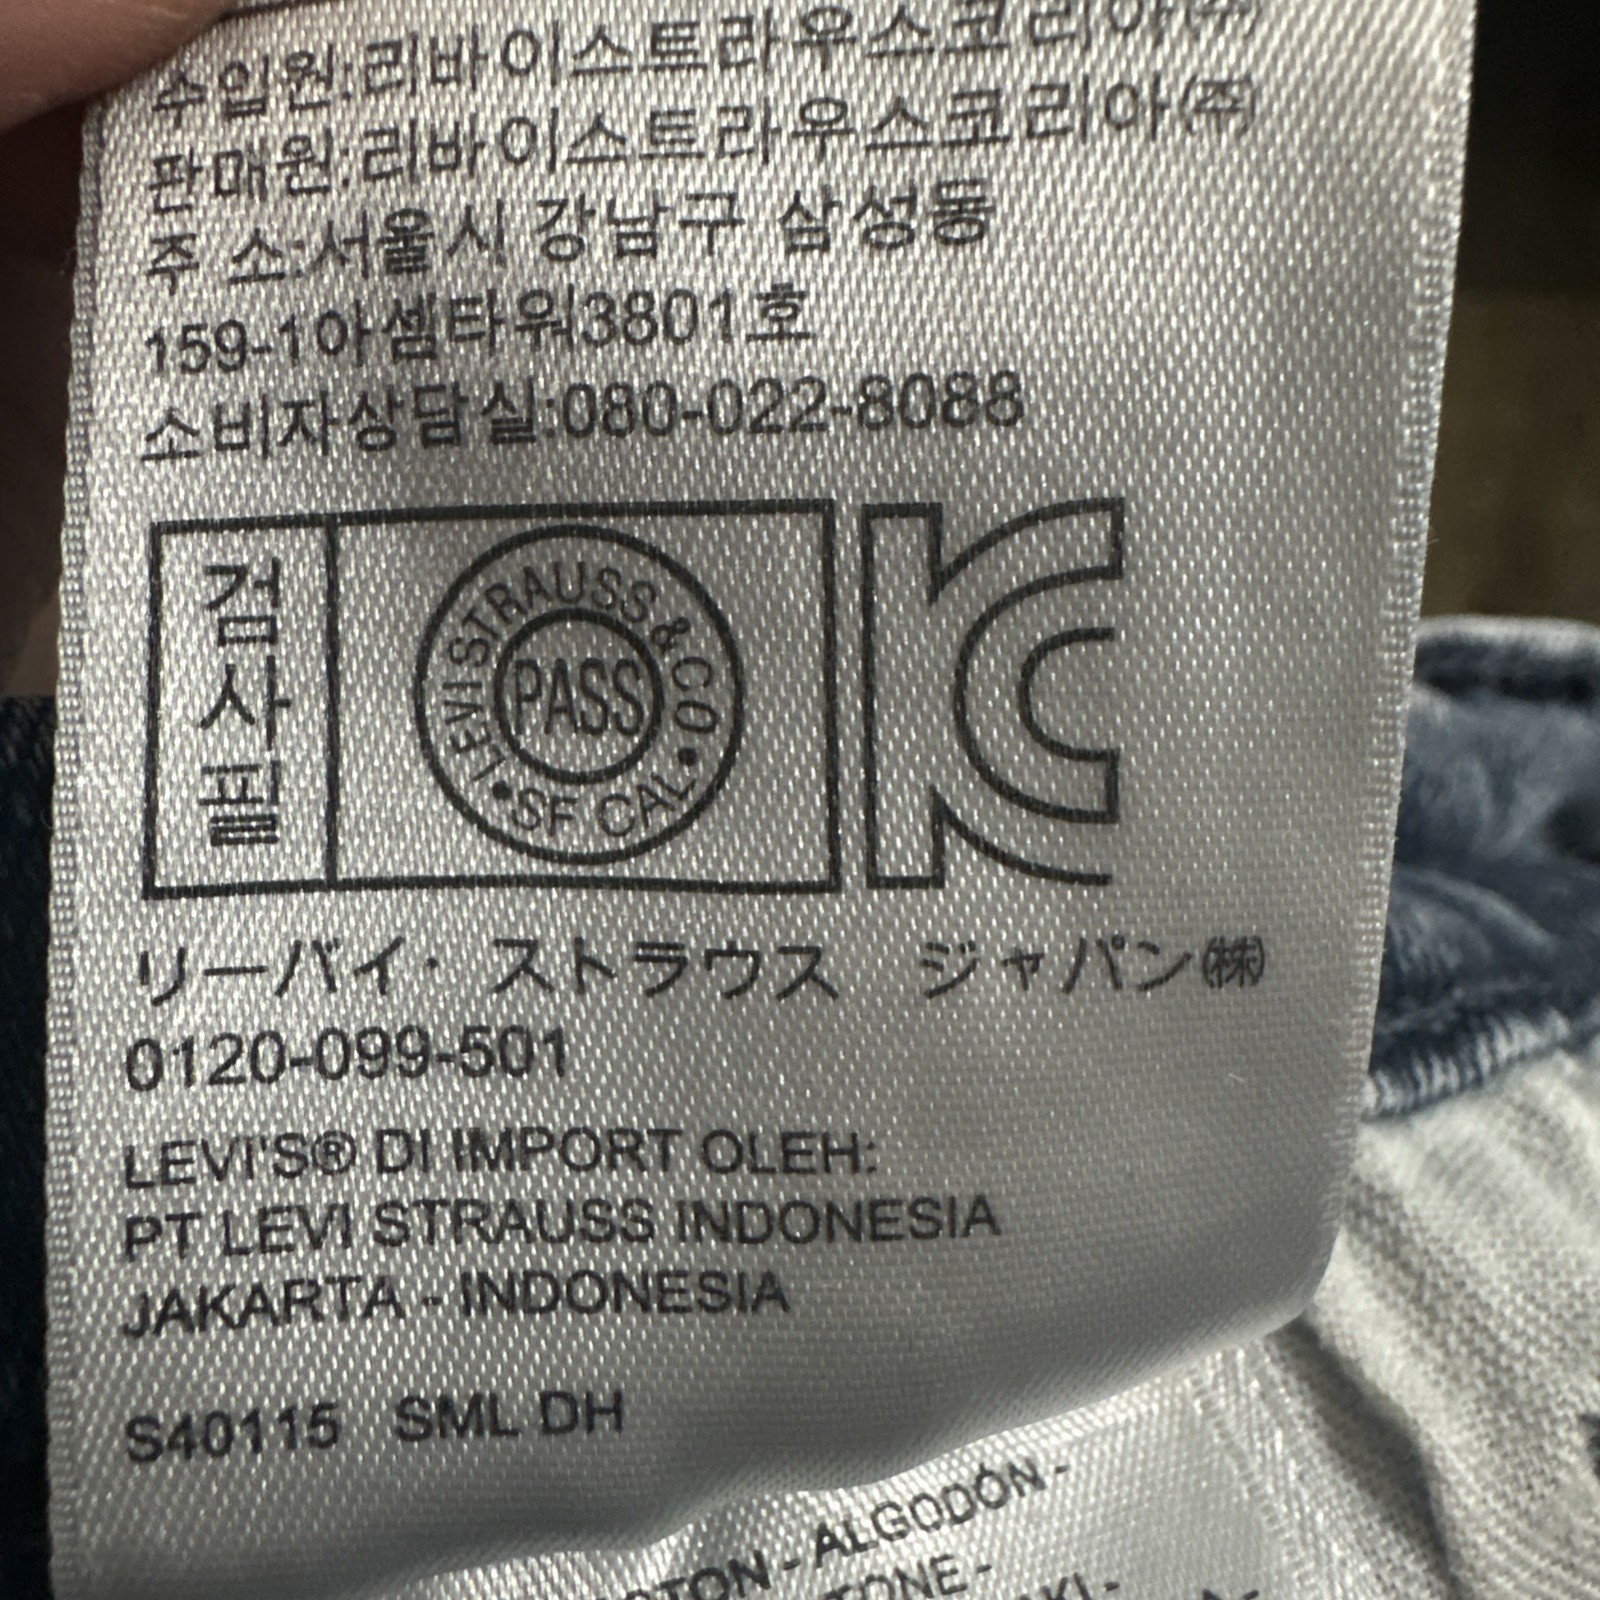 수입원:리바이스트라우스코리아(주)
판매원:리바이스트라우스코리아(주)
주 소:서울시 강남구 삼성동
159-1아셈타워3801호
소비자상담실:080-022-8088
검사필
LEVI STRAUSS & CO • SF CAL •
PASS
KC
リーバイ・ストラウス ジャパン㈱
0120-099-501
LEVI'S® DI IMPORT OLEH:
PT LEVI STRAUSS INDONESIA
JAKARTA - INDONESIA
S40115 SML DH
- ALGODÓN -